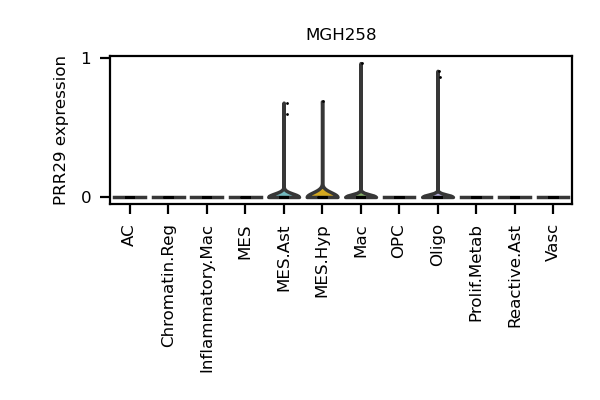 MGH258
PRR29 expression
1
0
AC
Chromatin.Reg
Inflammatory.Mac
MES
MES.Ast
MES.Hyp
Mac
OPC
Oligo
Prolif.Metab
Reactive.Ast
Vasc